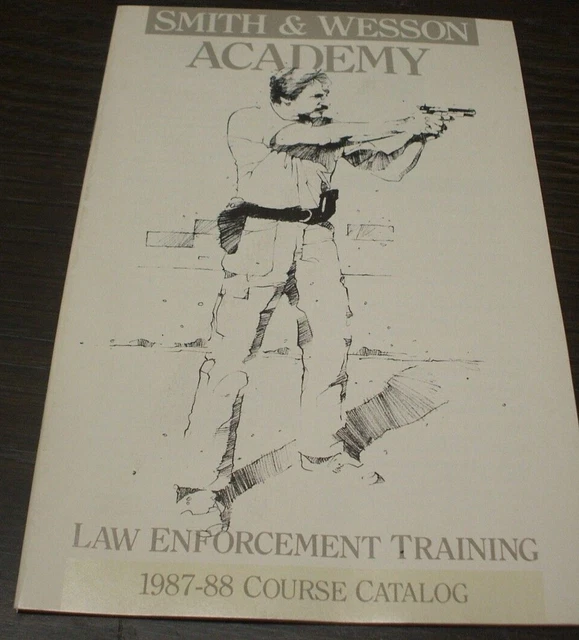 SMITH & WESSON
ACADEMY
LAW ENFORCEMENT TRAINING
1987-88 COURSE CATALOG